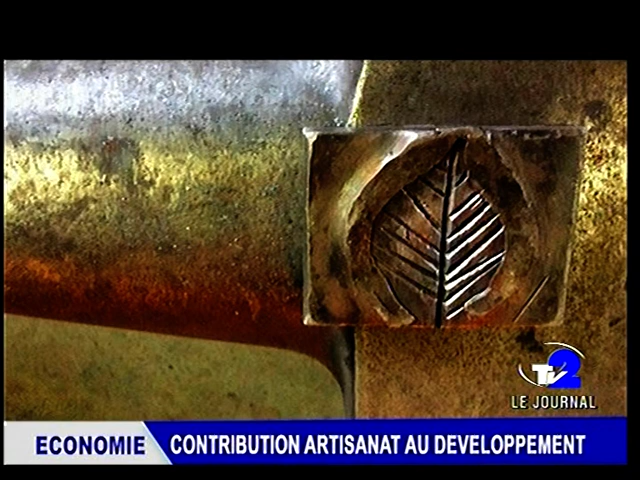 TV2
LE JOURNAL
ECONOMIE CONTRIBUTION ARTISANAT AU DEVELOPPEMENT